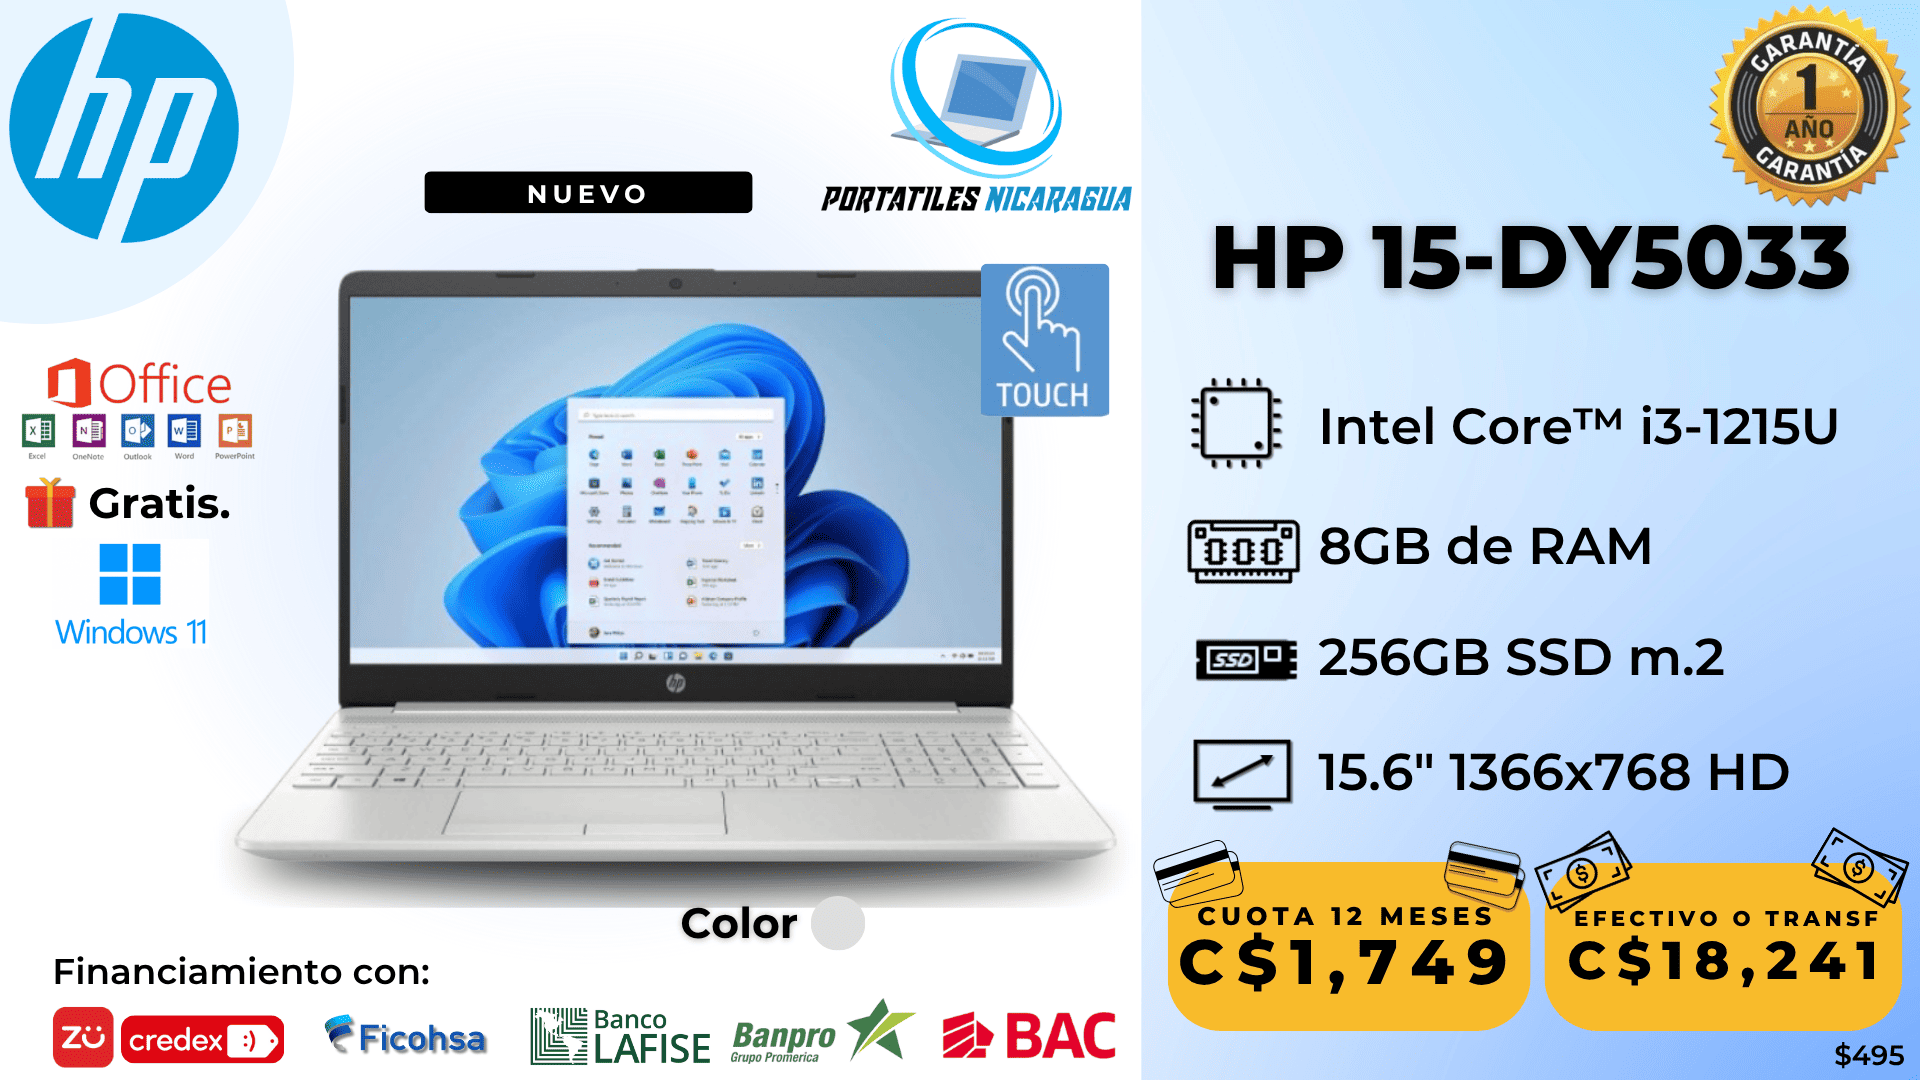 hp
NUEVO
PORTATILES NICARAGUA
GARANTÍA
1
AÑO
GARANTÍA
HP 15-DY5033
TOUCH
Office
Excel
OneNote
Outlook
Word
PowerPoint
Gratis.
Windows 11
Intel Core™ i3-1215U
8GB de RAM
SSD
256GB SSD m.2
15.6" 1366x768 HD
hp
Color
CUOTA 12 MESES
C$1,749
EFECTIVO O TRANSF
C$18,241
$495
Financiamiento con:
ZU
credex :)
Ficohsa
Banco
LAFISE
Banpro
Grupo Promerica
BAC